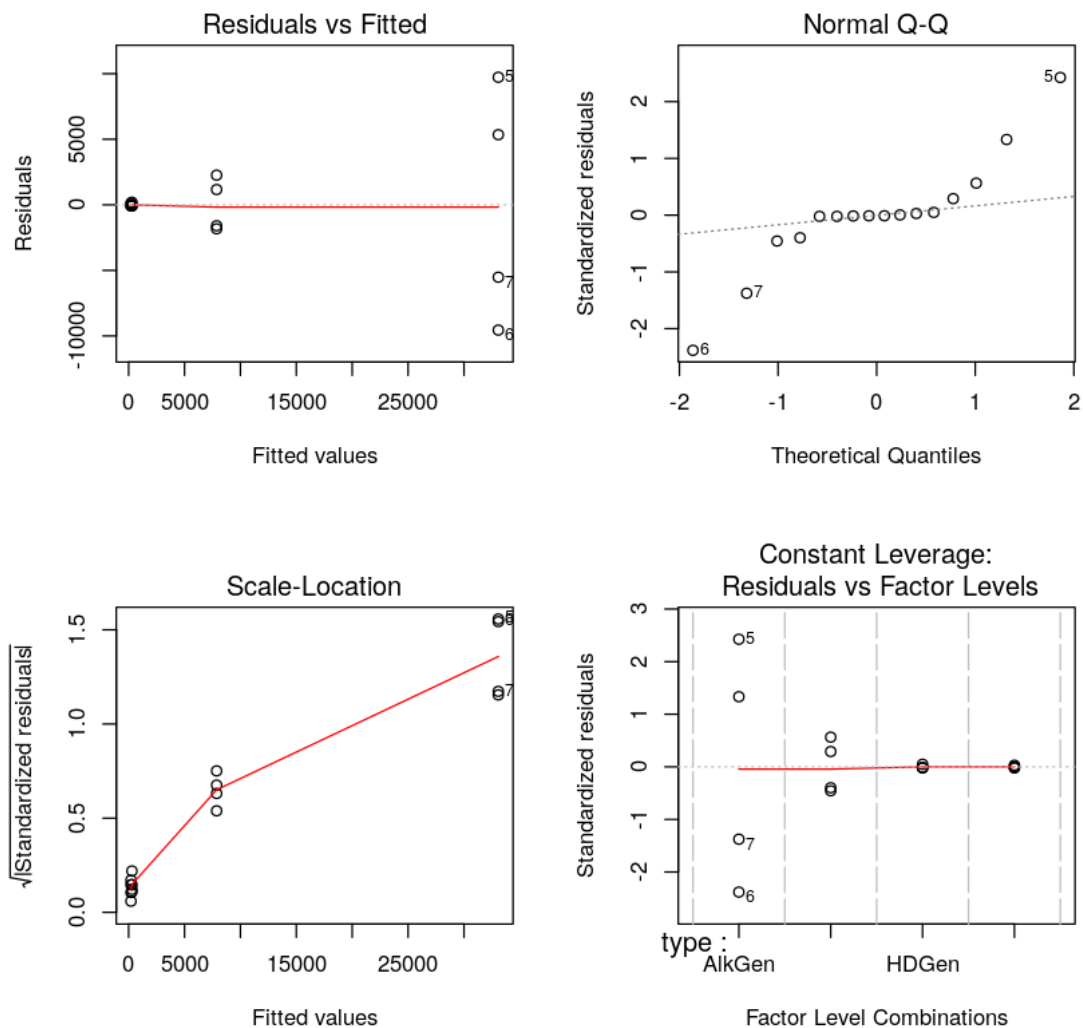 Residuals vs Fitted
Residuals
5000
0
-10000
5
7
6
0 5000 15000 25000
Fitted values
Normal Q-Q
Standardized residuals
2
1
0
-1
-2
5
7
6
-2 -1 0 1 2
Theoretical Quantiles
Scale-Location
√|Standardized residuals|
1.5
1.0
0.5
0.0
7
0 5000 15000 25000
Fitted values
Constant Leverage:
Residuals vs Factor Levels
Standardized residuals
3
2
1
0
-1
-2
5
7
6
type :
AlkGen HDGen
Factor Level Combinations